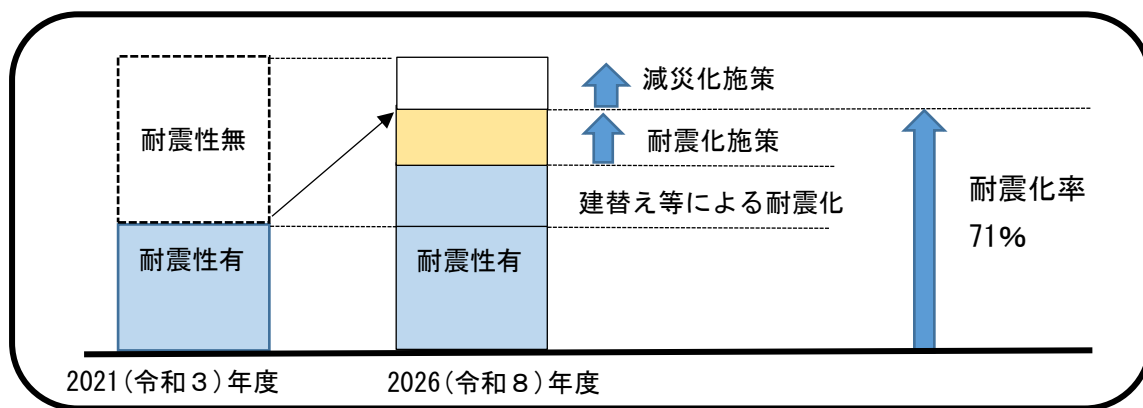 減災化施策
耐震性無
耐震化施策
耐震化率
71％
建替え等による耐震化
耐震性有
耐震性有
2021(令和３)年度
2026(令和８)年度